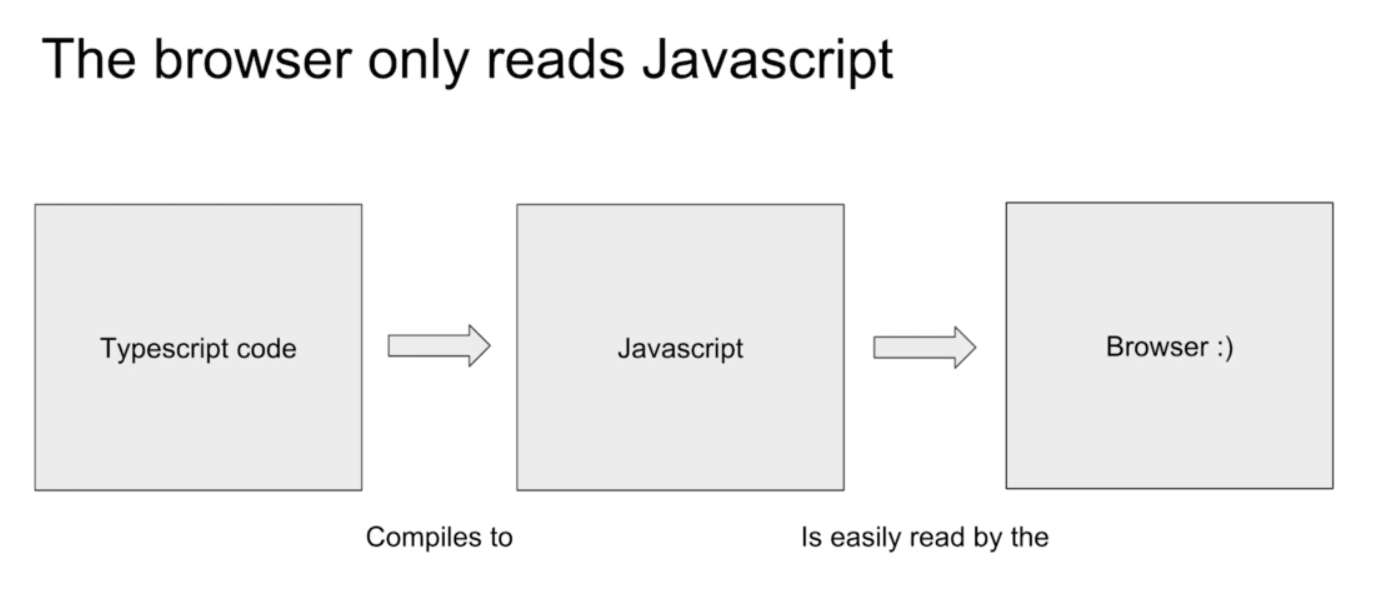 The browser only reads Javascript
Typescript code
Javascript
Browser :)
Compiles to
Is easily read by the